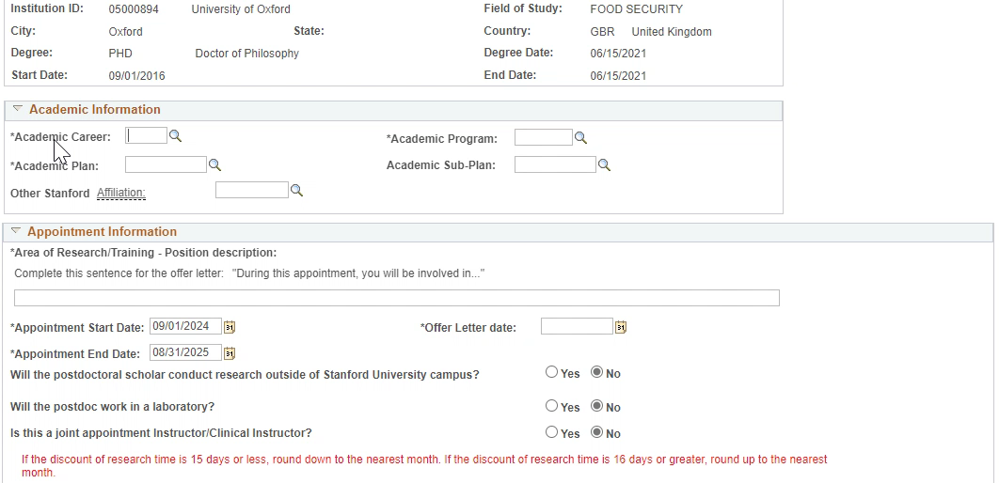 Institution ID: 05000894 University of Oxford Field of Study: FOOD SECURITY
City: Oxford State: Country: GBR United Kingdom
Degree: PHD Doctor of Philosophy Degree Date: 06/15/2021
Start Date: 09/01/2016 End Date: 06/15/2021
Academic Information
*Academic Career: *Academic Program:
*Academic Plan: Academic Sub-Plan:
Other Stanford Affiliation:
Appointment Information
*Area of Research/Training - Position description:
Complete this sentence for the offer letter: "During this appointment, you will be involved in..."
*Appointment Start Date: 09/01/2024 31 *Offer Letter date: 31
*Appointment End Date: 08/31/2025 31
Will the postdoctoral scholar conduct research outside of Stanford University campus? Yes No
Will the postdoc work in a laboratory? Yes No
Is this a joint appointment Instructor/Clinical Instructor? Yes No
If the discount of research time is 15 days or less, round down to the nearest month. If the discount of research time is 16 days or greater, round up to the nearest
month.